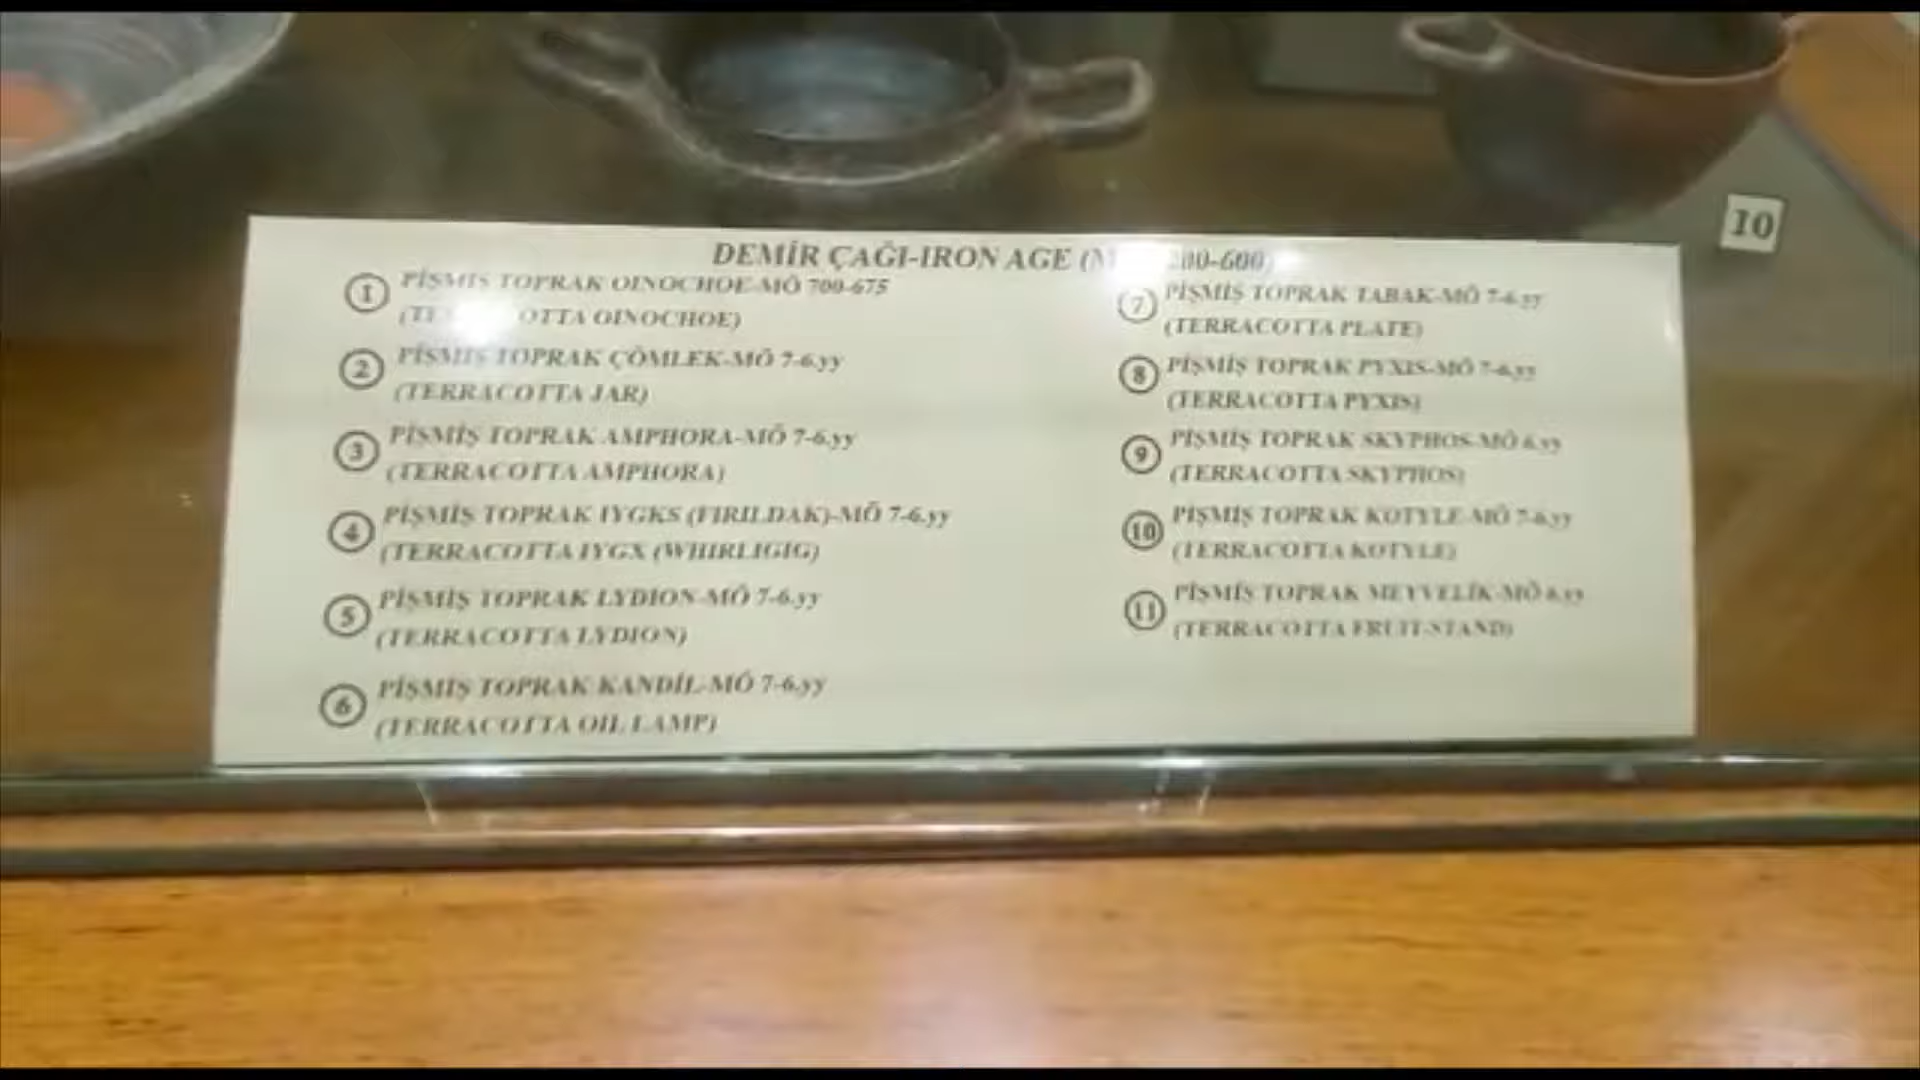 DEMİR ÇAĞI-IRON AGE 200-600)
1 PİŞMİŞ TOPRAK OINOCHOE-MÖ 700-675
OINOCHOE)
2 PİŞMİŞ TOPRAK ÇÖMLEK-MÖ 7-6.yy
(TERRACOTTA JAR)
3 PİŞMİŞ TOPRAK AMPHORA-MÖ 7-6.yy
(TERRACOTTA AMPHORA)
4 PİŞMİŞ TOPRAK IYGKS (FIRILDAK)-MÖ 7-6.yy
(TERRACOTTA IYGX (WHIRLIGIG)
5 PİŞMİŞ TOPRAK LYDION-MÖ 7-6.yy
(TERRACOTTA LYDION)
6 PİŞMİŞ TOPRAK KANDİL-MÖ 7-6.yy
(TERRACOTTA OIL LAMP)
7 PİŞMİŞ TOPRAK TABAK-MÖ 7-6.yy
(TERRACOTTA PLATE)
8 PİŞMİŞ TOPRAK PYXIS-MÖ 7-6.yy
(TERRACOTTA PYXIS)
9 PİŞMİŞ TOPRAK SKYPHOS-MÖ 6.yy
(TERRACOTTA SKYPHOS)
10 PİŞMİŞ TOPRAK KOTYLE-MÖ 7-6.yy
(TERRACOTTA KOTYLE)
11 PİŞMİŞ TOPRAK MEYVELİK-MÖ 6.yy
(TERRACOTTA FRUIT-STAND)
10